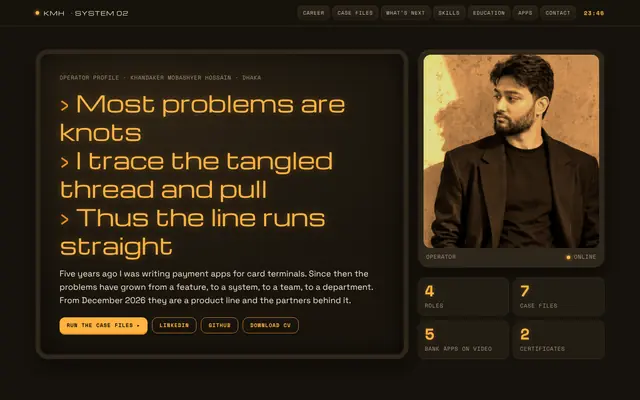 KMH · SYSTEM 02
CAREER
CASE FILES
WHAT'S NEXT
SKILLS
EDUCATION
APPS
CONTACT
23:46
OPERATOR PROFILE · KHANDAKER MOBASHYER HOSSAIN · DHAKA
> Most problems are
knots
> I trace the tangled
thread and pull
> Thus the line runs
straight
Five years ago I was writing payment apps for card terminals. Since then the
problems have grown from a feature, to a system, to a team, to a department.
From December 2026 they are a product line and the partners behind it.
RUN THE CASE FILES ▸
LINKEDIN
GITHUB
DOWNLOAD CV
OPERATOR
ONLINE
4
ROLES
7
CASE FILES
5
BANK APPS ON VIDEO
2
CERTIFICATES